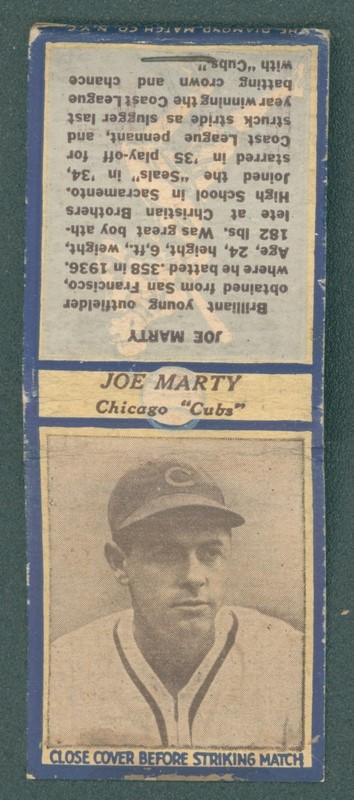 THE DIAMOND MATCH CO. N.Y.C.
JOE MARTY
Brilliant young outfielder
obtained from San Francisco,
where he batted .358 in 1936.
Age, 24, height, 6,ft., weight,
182 lbs. Was great boy ath-
lete at Christian Brothers
High School in Sacramento.
Joined the "Seals" in '34,
starred in '35 play-off for
Coast League pennant, and
struck stride as slugger last
year winning the Coast League
batting crown and chance
with "Cubs"
JOE MARTY
Chicago "Cubs"
C
CLOSE COVER BEFORE STRIKING MATCH